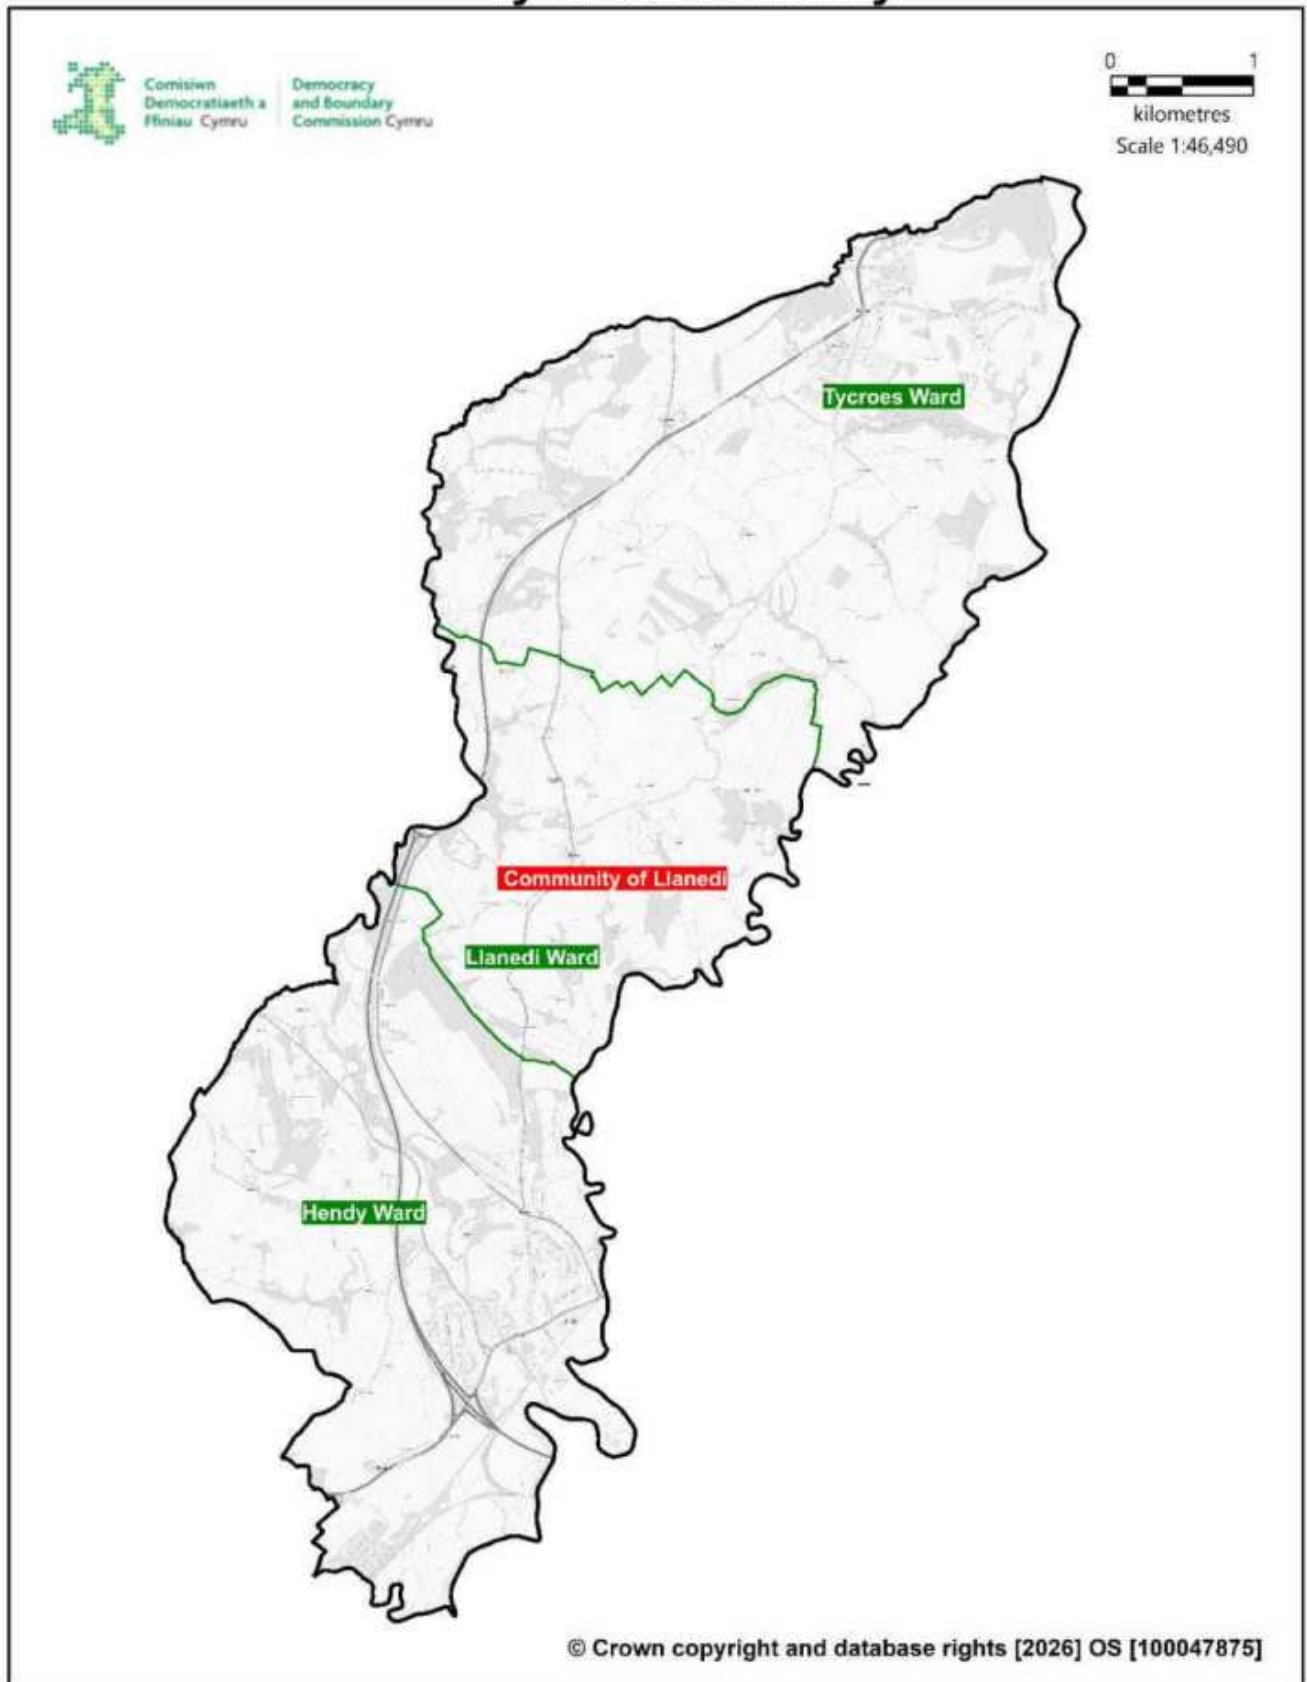 Comisiwn
Democratiaeth a
Ffiniau Cymru
Democracy
and Boundary
Commission Cymru
0 1
kilometres
Scale 1:46,490
Tycroes Ward
Community of Llanedi
Llanedi Ward
Hendy Ward
© Crown copyright and database rights [2026] OS [100047875]